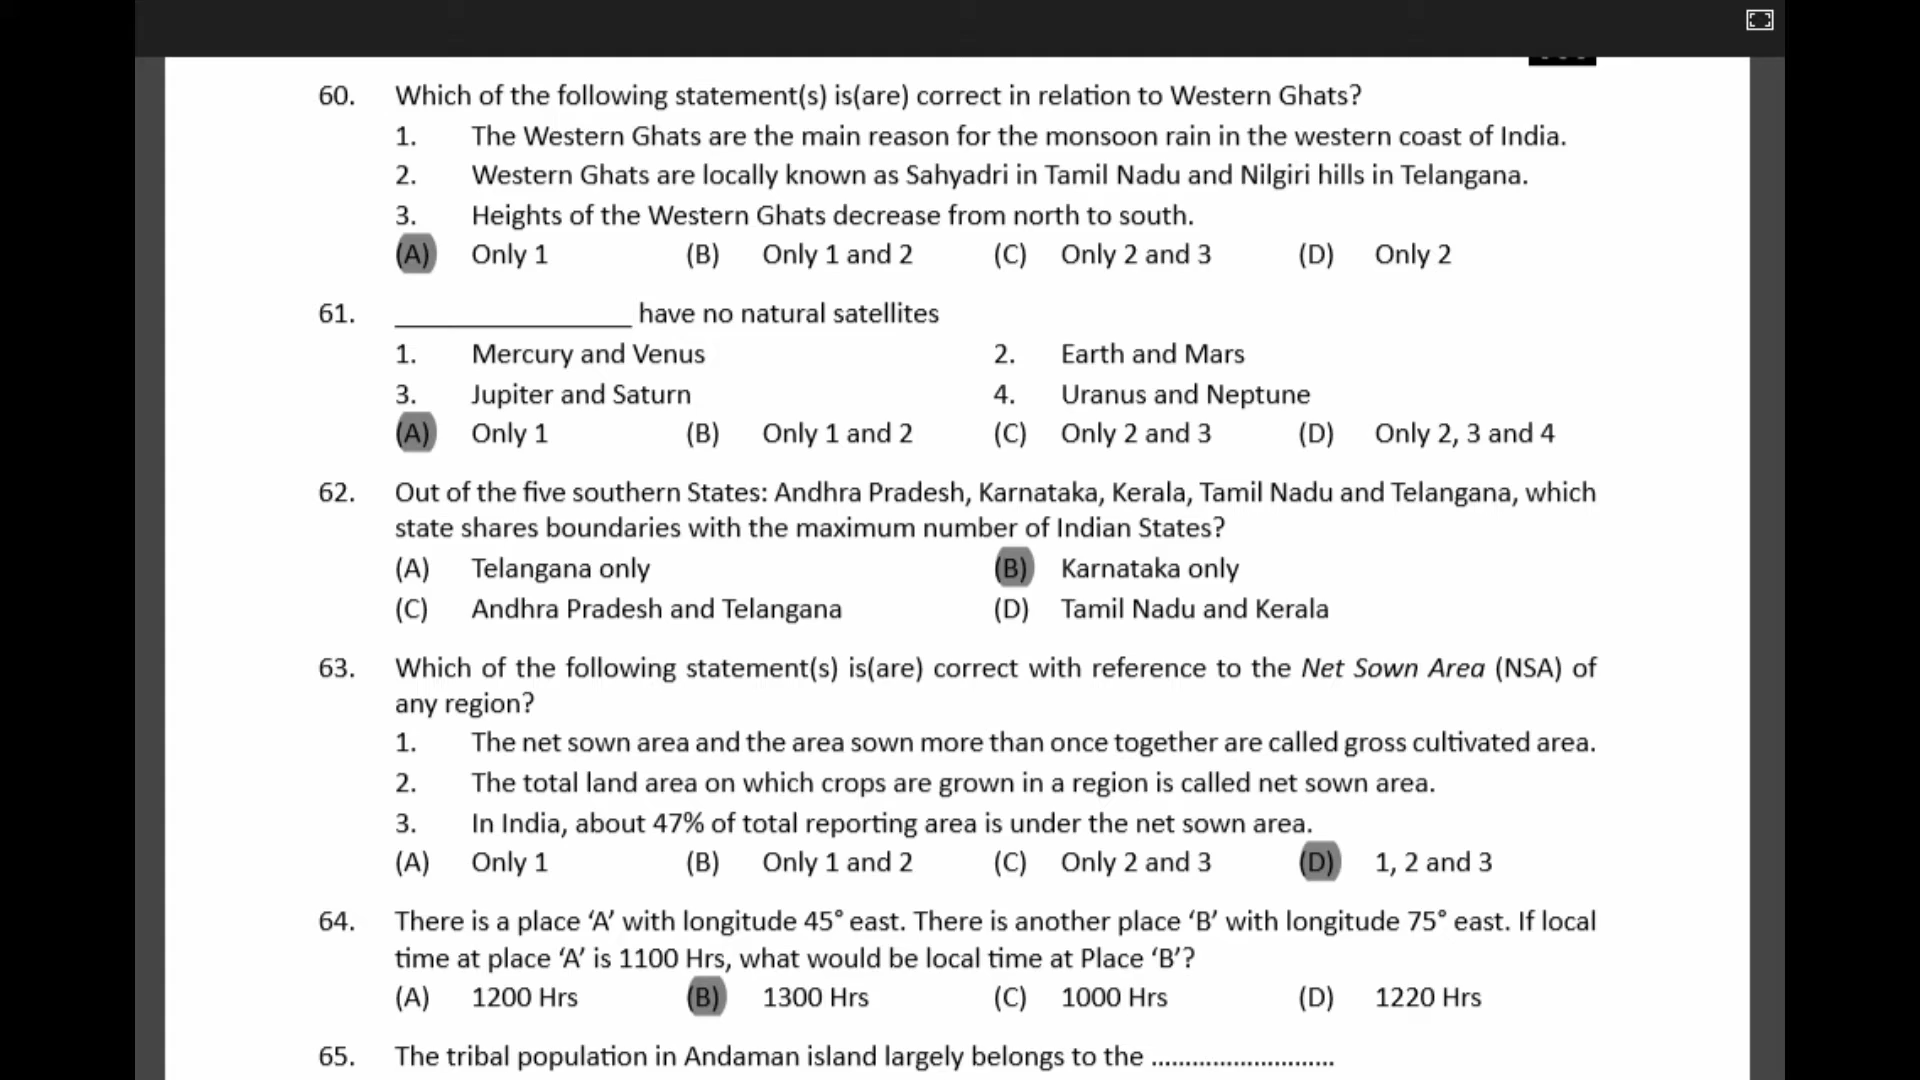 60. Which of the following statement(s) is(are) correct in relation to Western Ghats?
1. The Western Ghats are the main reason for the monsoon rain in the western coast of India.
2. Western Ghats are locally known as Sahyadri in Tamil Nadu and Nilgiri hills in Telangana.
3. Heights of the Western Ghats decrease from north to south.
(A) Only 1 (B) Only 1 and 2 (C) Only 2 and 3 (D) Only 2
61. ________________ have no natural satellites
1. Mercury and Venus 2. Earth and Mars
3. Jupiter and Saturn 4. Uranus and Neptune
(A) Only 1 (B) Only 1 and 2 (C) Only 2 and 3 (D) Only 2, 3 and 4
62. Out of the five southern States: Andhra Pradesh, Karnataka, Kerala, Tamil Nadu and Telangana, which
state shares boundaries with the maximum number of Indian States?
(A) Telangana only (B) Karnataka only
(C) Andhra Pradesh and Telangana (D) Tamil Nadu and Kerala
63. Which of the following statement(s) is(are) correct with reference to the Net Sown Area (NSA) of
any region?
1. The net sown area and the area sown more than once together are called gross cultivated area.
2. The total land area on which crops are grown in a region is called net sown area.
3. In India, about 47% of total reporting area is under the net sown area.
(A) Only 1 (B) Only 1 and 2 (C) Only 2 and 3 (D) 1, 2 and 3
64. There is a place ‘A’ with longitude 45° east. There is another place ‘B’ with longitude 75° east. If local
time at place ‘A’ is 1100 Hrs, what would be local time at Place ‘B’?
(A) 1200 Hrs (B) 1300 Hrs (C) 1000 Hrs (D) 1220 Hrs
65. The tribal population in Andaman island largely belongs to the ..........................